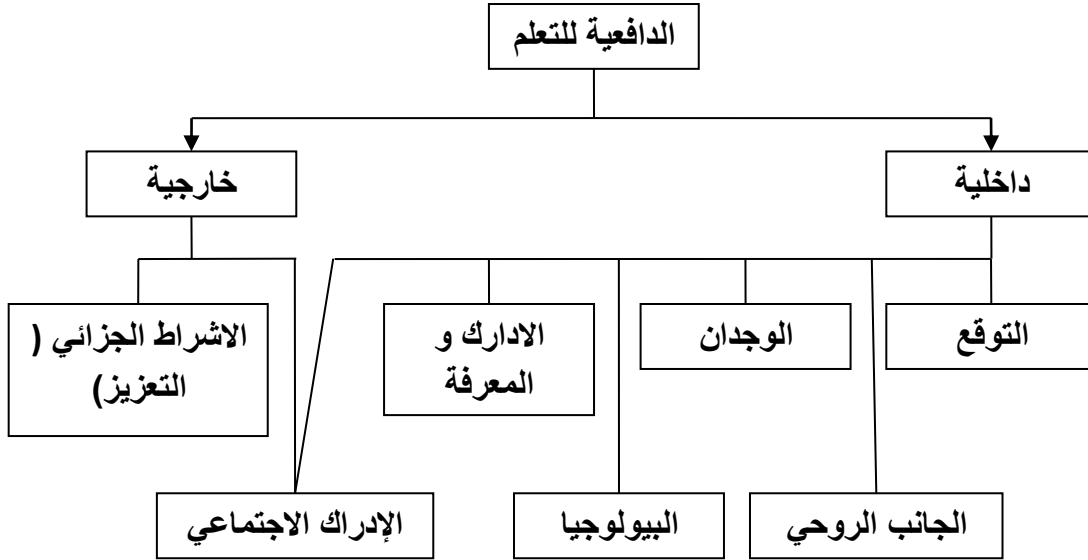 الدافعية للتعلم
داخلية
خارجية
التوقع
الوجدان
الادارك و
المعرفة
الاشراط الجزائي (
التعزيز)
الجانب الروحي
البيولوجيا
الإدراك الاجتماعي